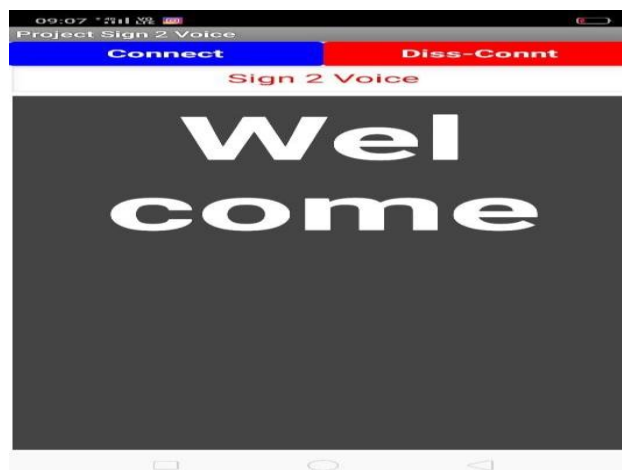 09:07
Project Sign 2 Voice
Connect Diss-Connt
Sign 2 Voice
Wel
come